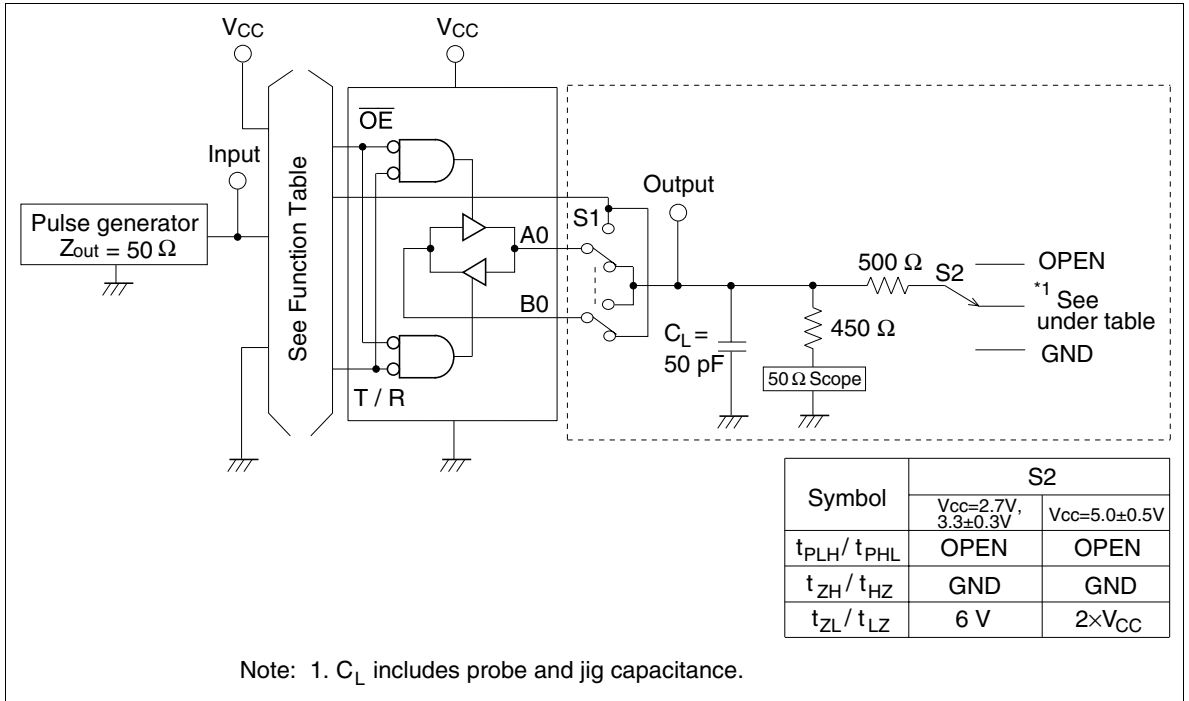 VCC
VCC
Input
Pulse generator
Zout = 50 Ω
See Function Table
OE
T / R
A0
B0
S1
Output
CL =
50 pF
500 Ω
450 Ω
50 Ω Scope
S2
OPEN
*1 See
under table
GND
Symbol
S2
Vcc=2.7V,
3.3±0.3V
Vcc=5.0±0.5V
tPLH / tPHL
OPEN
OPEN
tZH / tHZ
GND
GND
tZL / tLZ
6 V
2×VCC
Note: 1. CL includes probe and jig capacitance.